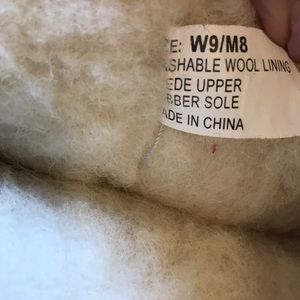 ZE: W9/M8
ASHABLE WOOL LINING
EDE UPPER
BBER SOLE
ADE IN CHINA